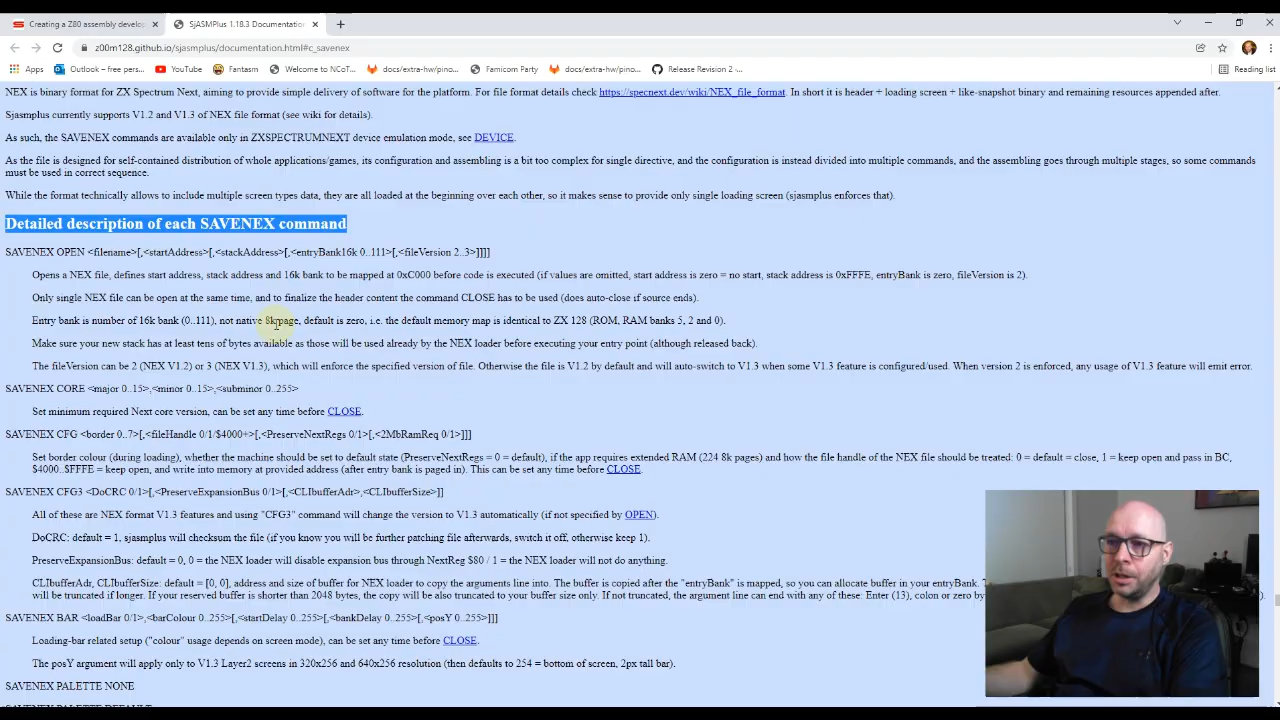 Creating a Z80 assembly develo
SjASMPlus 1.18.3 Documentation
z00m128.github.io/sjasmplus/documentation.html#c_savenex
Apps
Outlook – free pers...
YouTube
Fantasm
Welcome to NCoT...
docs/extra-hw/pino...
Famicom Party
docs/extra-hw/pino...
Release Revision 2 -...
Reading list
NEX is binary format for ZX Spectrum Next, aiming to provide simple delivery of software for the platform. For file format details check https://specnext.dev/wiki/NEX_file_format. In short it is header + loading screen + like-snapshot binary and remaining resources appended after.
Sjasmplus currently supports V1.2 and V1.3 of NEX file format (see wiki for details).
As such, the SAVENEX commands are available only in ZXSPECTRUMNEXT device emulation mode, see DEVICE.
As the file is designed for self-contained distribution of whole applications/games, its configuration and assembling is a bit too complex for single directive, and the configuration is instead divided into multiple commands, and the assembling goes through multiple stages, so some commands
must be used in correct sequence.
While the format technically allows to include multiple screen types data, they are all loaded at the beginning over each other, so it makes sense to provide only single loading screen (sjasmplus enforces that).
Detailed description of each SAVENEX command
SAVENEX OPEN <filename>[,<startAddress>[,<stackAddress>[,<entryBank16k 0..111>[,<fileVersion 2..3>]]]]
Opens a NEX file, defines start address, stack address and 16k bank to be mapped at 0xC000 before code is executed (if values are omitted, start address is zero = no start, stack address is 0xFFFE, entryBank is zero, fileVersion is 2).
Only single NEX file can be open at the same time, and to finalize the header content the command CLOSE has to be used (does auto-close if source ends).
Entry bank is number of 16k bank (0..111), not native 8k page, default is zero, i.e. the default memory map is identical to ZX 128 (ROM, RAM banks 5, 2 and 0).
Make sure your new stack has at least tens of bytes available as those will be used already by the NEX loader before executing your entry point (although released back).
The fileVersion can be 2 (NEX V1.2) or 3 (NEX V1.3), which will enforce the specified version of file. Otherwise the file is V1.2 by default and will auto-switch to V1.3 when some V1.3 feature is configured/used. When version 2 is enforced, any usage of V1.3 feature will emit error.
SAVENEX CORE <major 0..15>,<minor 0..15>,<subminor 0..255>
Set minimum required Next core version, can be set any time before CLOSE.
SAVENEX CFG <border 0..7>[,<fileHandle 0/1/$4000+>[,<PreserveNextRegs 0/1>[,<2MbRamReq 0/1>]]]
Set border colour (during loading), whether the machine should be set to default state (PreserveNextRegs = 0 = default), if the app requires extended RAM (224 8k pages) and how the file handle of the NEX file should be treated: 0 = default = close, 1 = keep open and pass in BC,
$4000..$FFFE = keep open, and write into memory at provided address (after entry bank is paged in). This can be set any time before CLOSE.
SAVENEX CFG3 <DoCRC 0/1>[,<PreserveExpansionBus 0/1>[,<CLIbufferAdr>,<CLIbufferSize>]]
All of these are NEX format V1.3 features and using "CFG3" command will change the version to V1.3 automatically (if not specified by OPEN).
DoCRC: default = 1, sjasmplus will checksum the file (if you know you will be further patching file afterwards, switch it off, otherwise keep 1).
PreserveExpansionBus: default = 0, 0 = the NEX loader will disable expansion bus through NextReg $80 / 1 = the NEX loader will not do anything.
CLIbufferAdr, CLIbufferSize: default = [0, 0], address and size of buffer for NEX loader to copy the arguments line into. The buffer is copied after the "entryBank" is mapped, so you can allocate buffer in your entryBank.
will be truncated if longer. If your reserved buffer is shorter than 2048 bytes, the copy will be also truncated to your buffer size only. If not truncated, the argument line can end with any of these: Enter (13), colon or zero by
SAVENEX BAR <loadBar 0/1>,<barColour 0..255>[,<startDelay 0..255>[,<bankDelay 0..255>[,<posY 0..255>]]]
Loading-bar related setup ("colour" usage depends on screen mode), can be set any time before CLOSE.
The posY argument will apply only to V1.3 Layer2 screens in 320x256 and 640x256 resolution (then defaults to 254 = bottom of screen, 2px tall bar).
SAVENEX PALETTE NONE
SAVENEX PALETTE DEFAULT